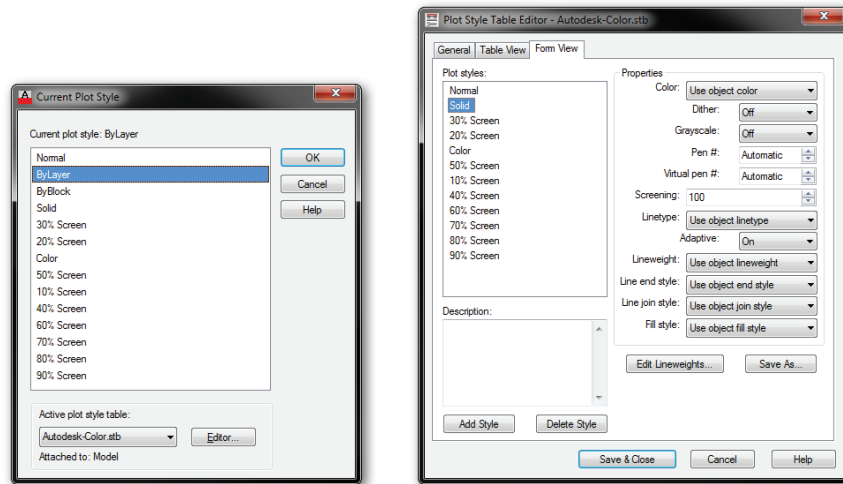 Current Plot Style
Current plot style: ByLayer
Normal
ByLayer
ByBlock
Solid
30% Screen
20% Screen
Color
50% Screen
10% Screen
40% Screen
60% Screen
70% Screen
80% Screen
90% Screen
OK
Cancel
Help
Active plot style table:
Autodesk-Color.stb
Editor...
Attached to: Model
Plot Style Table Editor - Autodesk-Color.stb
General Table View Form View
Plot styles:
Normal
Solid
30% Screen
20% Screen
Color
50% Screen
10% Screen
40% Screen
60% Screen
70% Screen
80% Screen
90% Screen
Description:
Add Style Delete Style
Properties
Color: Use object color
Dither: Off
Grayscale: Off
Pen #: Automatic
Virtual pen #: Automatic
Screening: 100
Linetype: Use object linetype
Adaptive: On
Lineweight: Use object lineweight
Line end style: Use object end style
Line join style: Use object join style
Fill style: Use object fill style
Edit Lineweights... Save As...
Save & Close Cancel Help